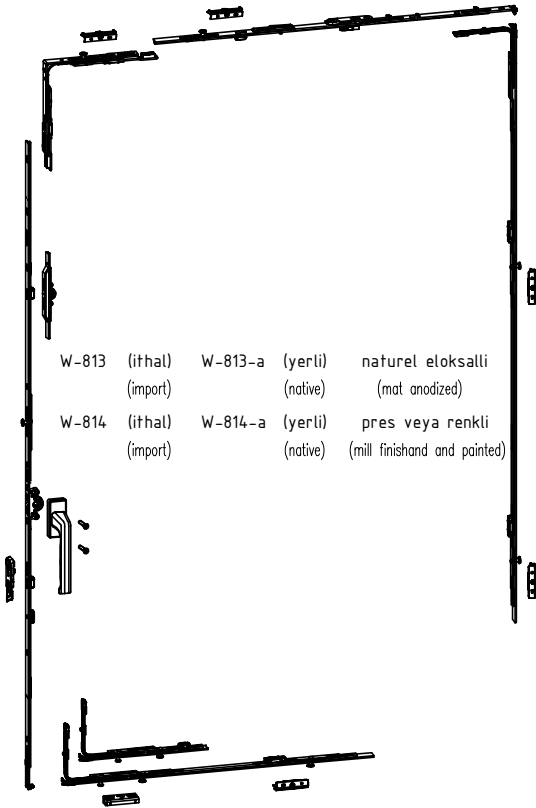 W-813 (ithal) W-813-a (yerli) naturel eloksalli
(import) (native) (mat anodized)
W-814 (ithal) W-814-a (yerli) pres veya renkli
(import) (native) (mill finishand and painted)